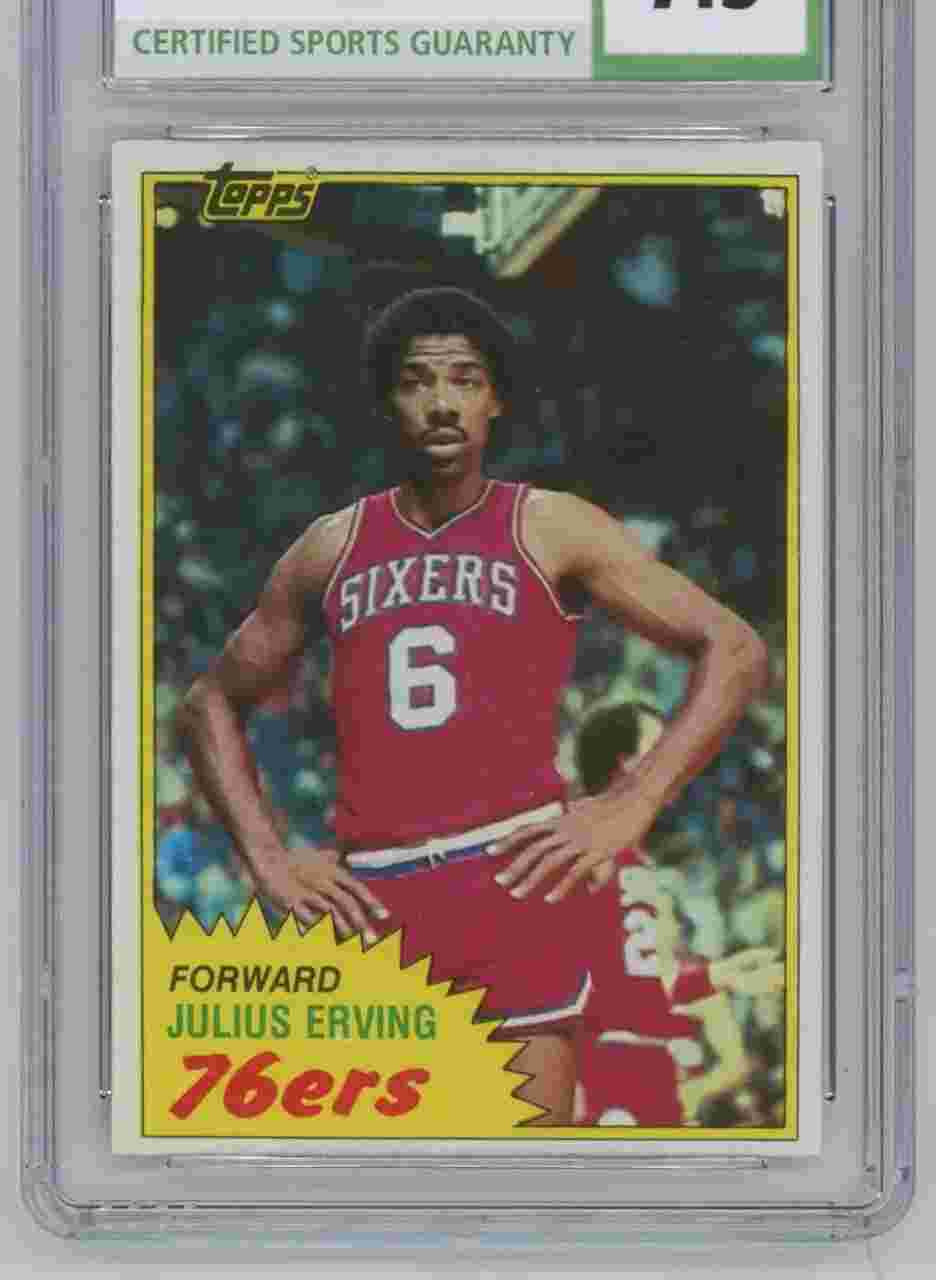 CERTIFIED SPORTS GUARANTY
topps®
SIXERS
6
FORWARD
JULIUS ERVING
76ers